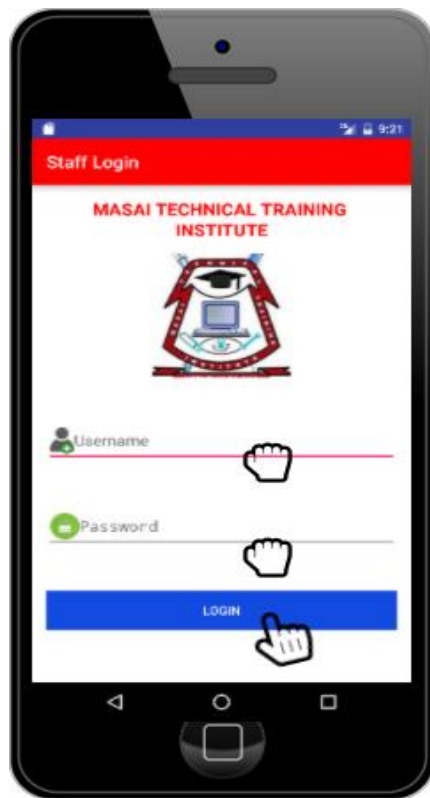 9:21
Staff Login
MASAI TECHNICAL TRAINING
INSTITUTE
Username
Password
LOGIN